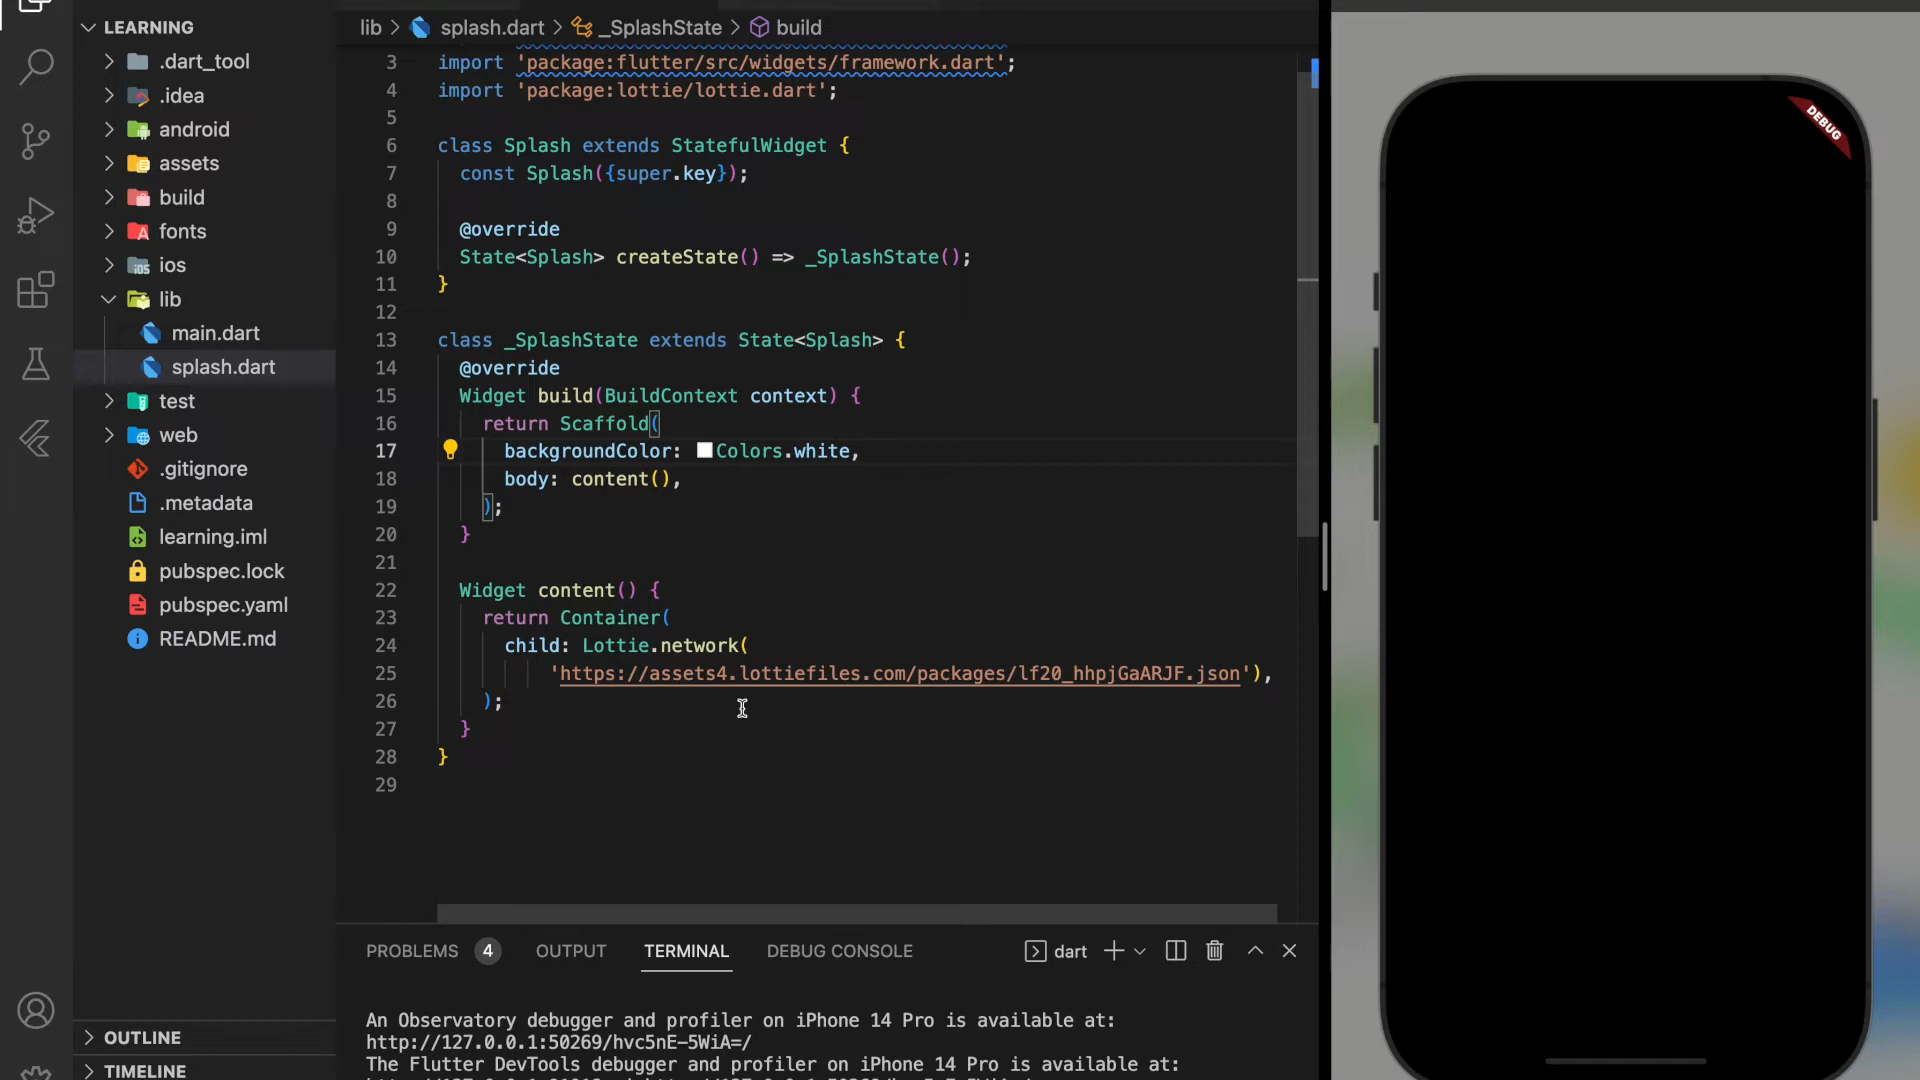 LEARNING
.dart_tool
.idea
android
assets
build
fonts
ios
lib
main.dart
splash.dart
test
web
.gitignore
.metadata
learning.iml
pubspec.lock
pubspec.yaml
README.md
OUTLINE
TIMELINE
lib > splash.dart > _SplashState > build
3 import 'package:flutter/src/widgets/framework.dart';
4 import 'package:lottie/lottie.dart';
5
6 class Splash extends StatefulWidget {
7 const Splash({super.key});
8
9 @override
10 State<Splash> createState() => _SplashState();
11 }
12
13 class _SplashState extends State<Splash> {
14 @override
15 Widget build(BuildContext context) {
16 return Scaffold(
17 backgroundColor: Colors.white,
18 body: content(),
19 );
20 }
21
22 Widget content() {
23 return Container(
24 child: Lottie.network(
25 'https://assets4.lottiefiles.com/packages/lf20_hhpjGaARJF.json'),
26 );
27 }
28 }
29
PROBLEMS 4 OUTPUT TERMINAL DEBUG CONSOLE dart
An Observatory debugger and profiler on iPhone 14 Pro is available at:
http://127.0.0.1:50269/hvc5nE-5WiA=/
The Flutter DevTools debugger and profiler on iPhone 14 Pro is available at:
DEBUG